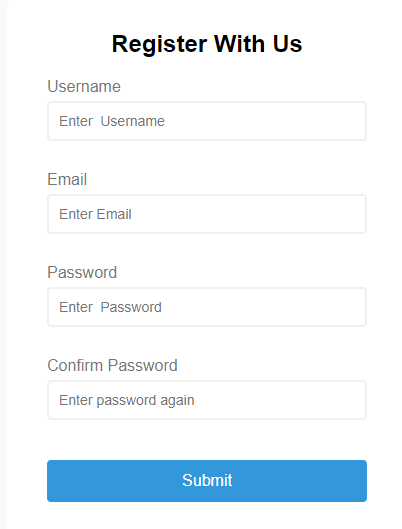 Register With Us
Username
Enter  Username
Email
Enter Email
Password
Enter  Password
Confirm Password
Enter password again
Submit